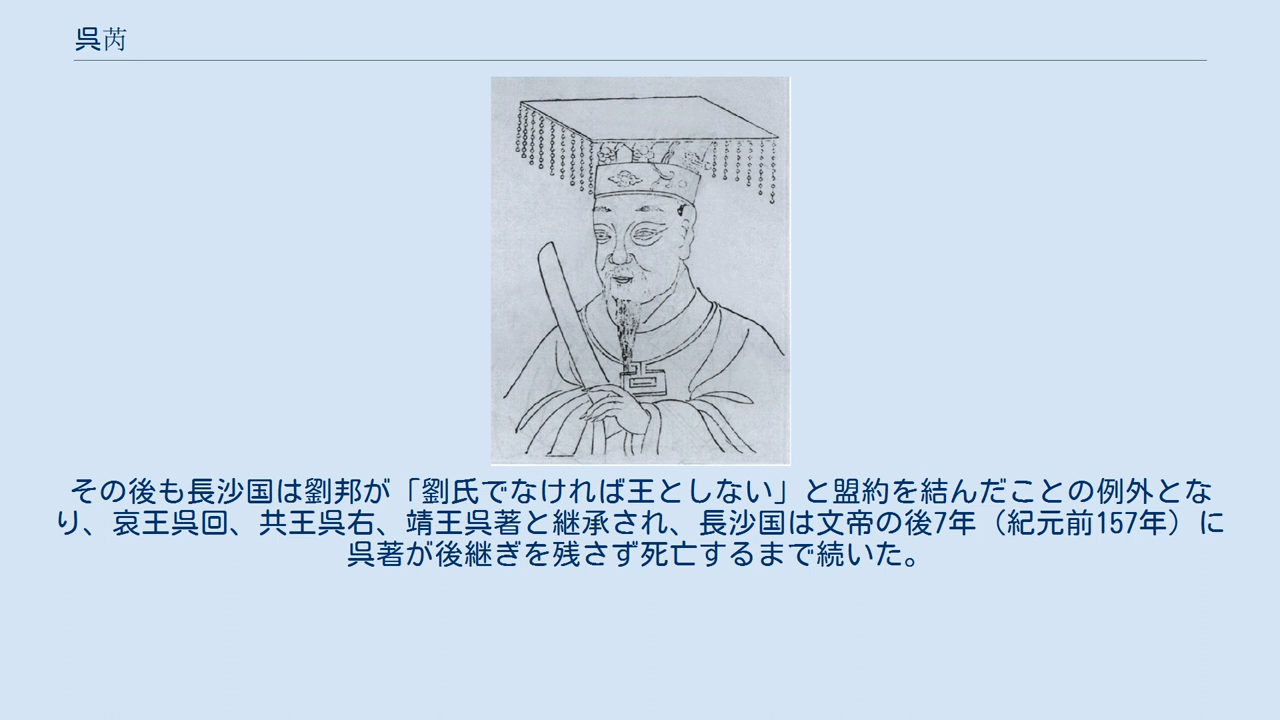 呉芮
その後も長沙国は劉邦が「劉氏でなければ王としない」と盟約を結んだことの例外とな
り、哀王呉回、共王呉右、靖王呉著と継承され、長沙国は文帝の後7年（紀元前157年）に
呉著が後継ぎを残さず死亡するまで続いた。